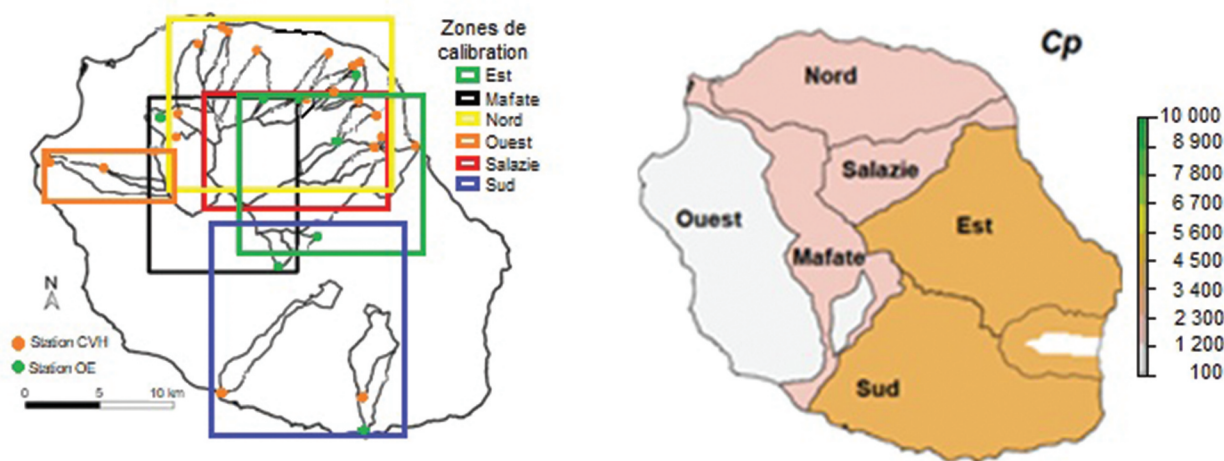 Zones de
calibration
Est
Mafate
Nord
Ouest
Salazie
Sud
N
Station CVH
Station OE
0 5 10 km
Cp
Nord
Salazie
Ouest
Est
Mafate
Sud
10 000
8 900
7 800
6 700
5 600
4 500
3 400
2 300
1 200
100